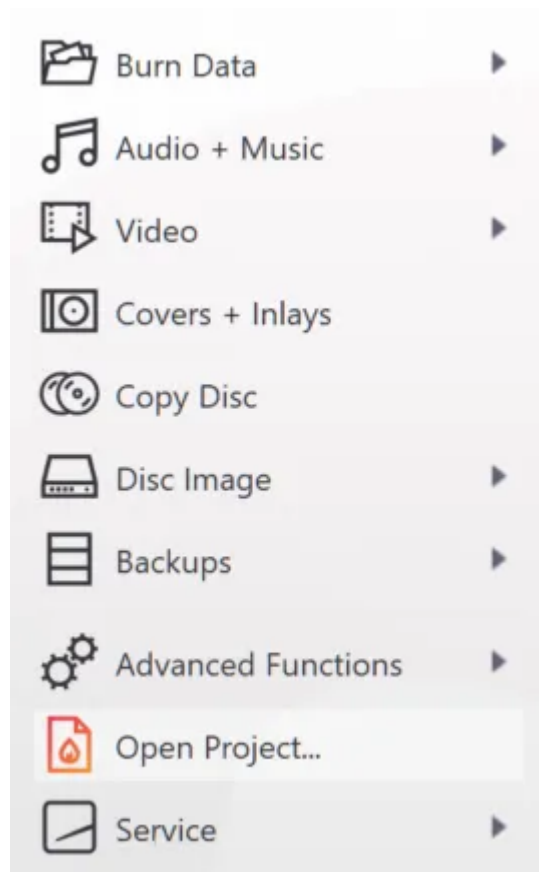 Burn Data
Audio + Music
Video
Covers + Inlays
Copy Disc
Disc Image
Backups
Advanced Functions
Open Project...
Service